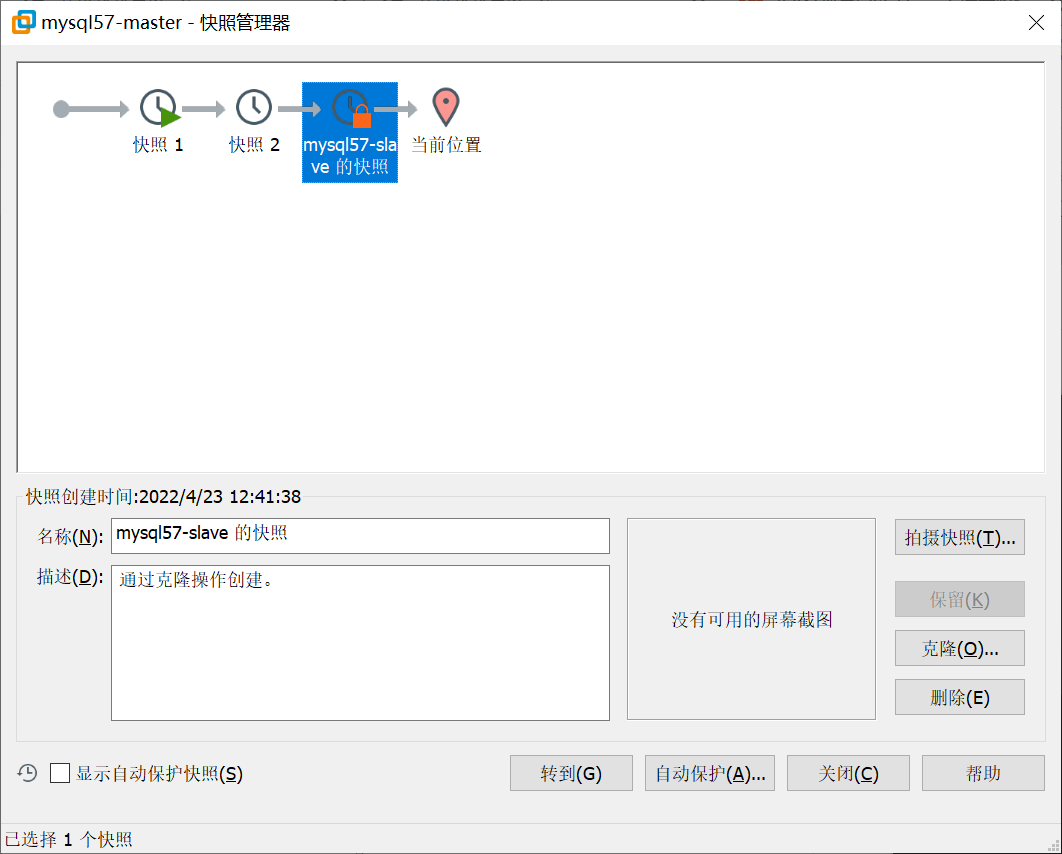 mysql57-master - 快照管理器
快照 1
快照 2
mysql57-sla
ve 的快照
当前位置
快照创建时间:2022/4/23 12:41:38
名称(N):
mysql57-slave 的快照
描述(D):
通过克隆操作创建。
没有可用的屏幕截图
拍摄快照(T)...
保留(K)
克隆(O)...
删除(E)
显示自动保护快照(S)
转到(G)
自动保护(A)...
关闭(C)
帮助
已选择 1 个快照